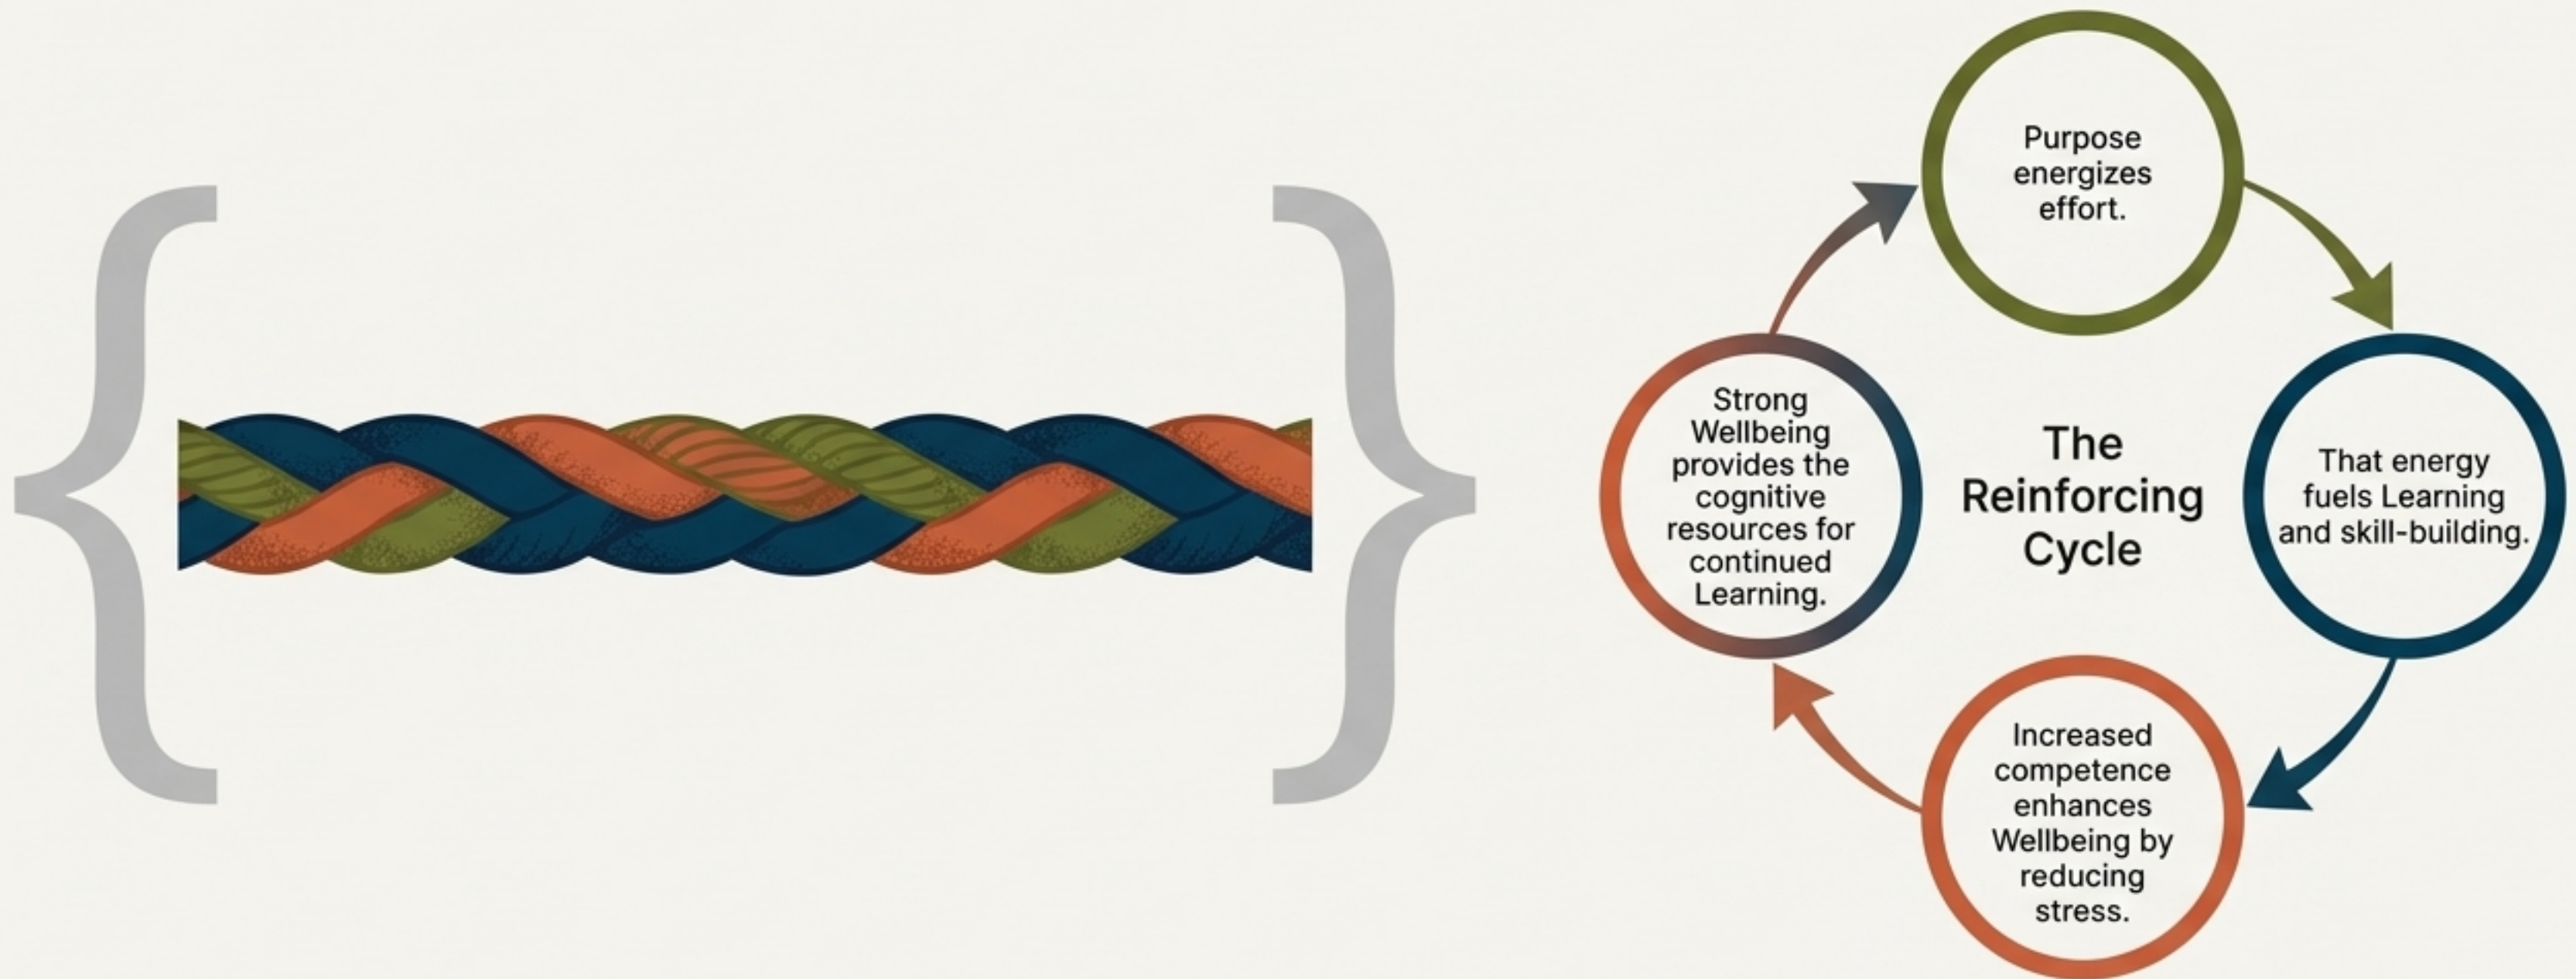 Purpose
energizes
effort.
That energy
fuels Learning
and skill-building.
Increased
competence
enhances
Wellbeing by
reducing
stress.
Strong
Wellbeing
provides the
cognitive
resources for
continued
Learning.
The
Reinforcing
Cycle